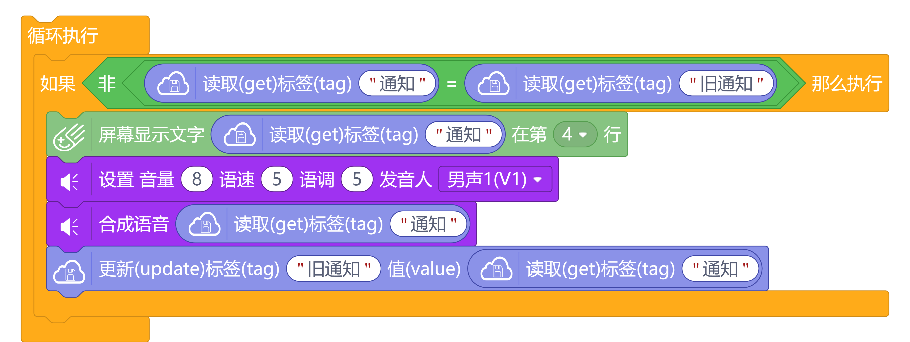 循环执行
如果 非 读取(get)标签(tag) "通知" = 读取(get)标签(tag) "旧通知" 那么执行
屏幕显示文字 读取(get)标签(tag) "通知" 在第 4 行
设置 音量 8 语速 5 语调 5 发音人 男声1(V1)
合成语音 读取(get)标签(tag) "通知"
更新(update)标签(tag) "旧通知" 值(value) 读取(get)标签(tag) "通知"